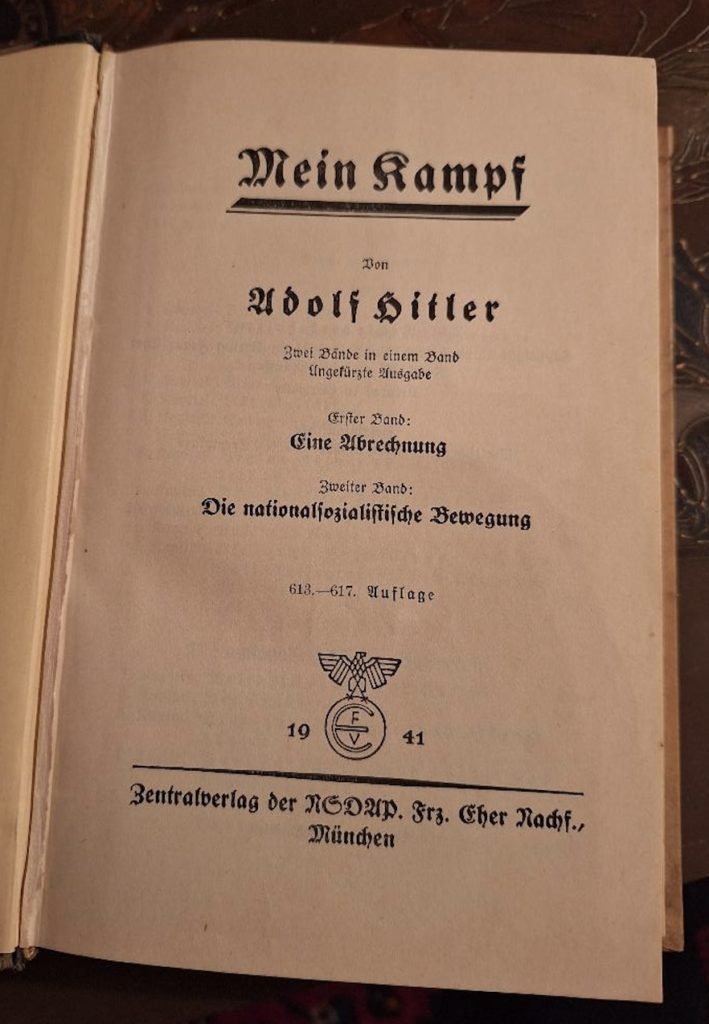 Mein Kampf
Von
Adolf Hitler
Zwei Bände in einem Band
Ungekürzte Ausgabe
Erster Band:
Eine Abrechnung
Zweiter Band:
Die nationalsozialistische Bewegung
613.—617. Auflage
F
E
V
19 41
Zentralverlag der NSDAP. Frz. Eher Nachf.,
München